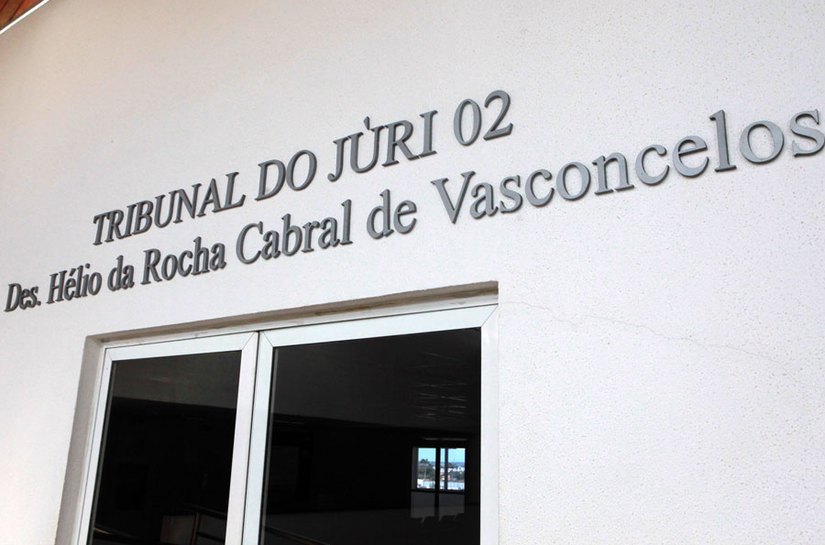 TRIBUNAL DO JÚRI 02
Des. Hélio da Rocha Cabral de Vasconcelos